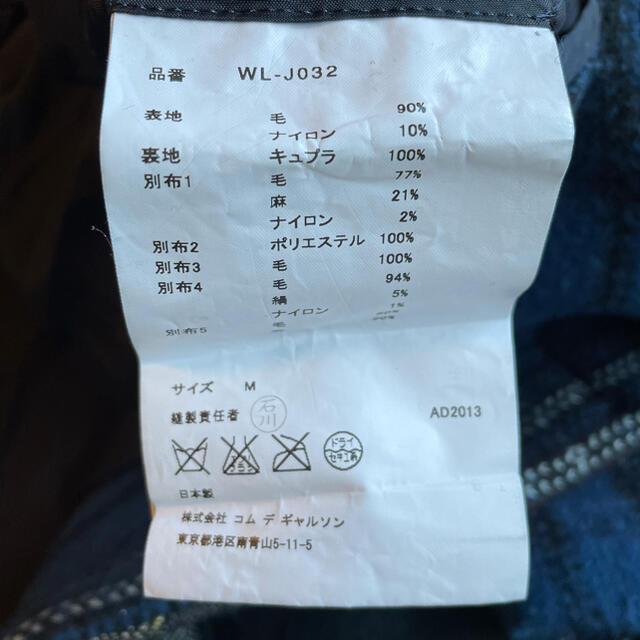 品番 WL-J032
表地 毛 90%
ナイロン 10%
裏地 キュプラ 100%
別布1 毛 77%
麻 21%
ナイロン 2%
別布2 ポリエステル 100%
別布3 毛 100%
別布4 毛 94%
絹 5%
ナイロン 1%
別布5 毛
サイズ M
縫製責任者 石川 AD2013
ドライ
セキユ系
日本製
株式会社 コム デ ギャルソン
東京都港区南青山5-11-5